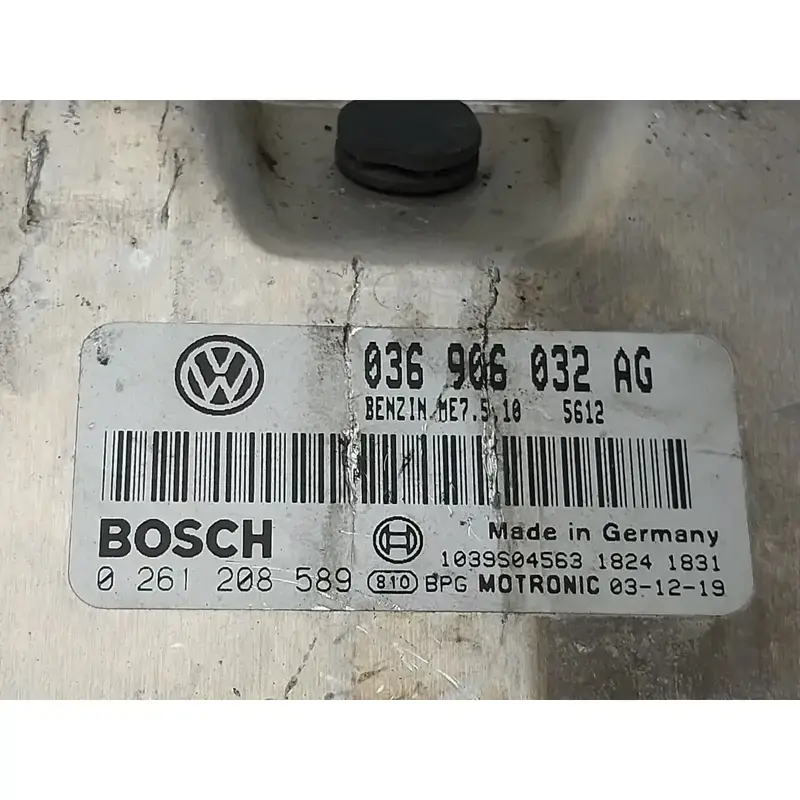 036 906 032 AG
BENZIN ME7.5.10 5612
BOSCH
Made in Germany
1039S04563 1824 1831
0 261 208 589 810 BPG MOTRONIC 03-12-19